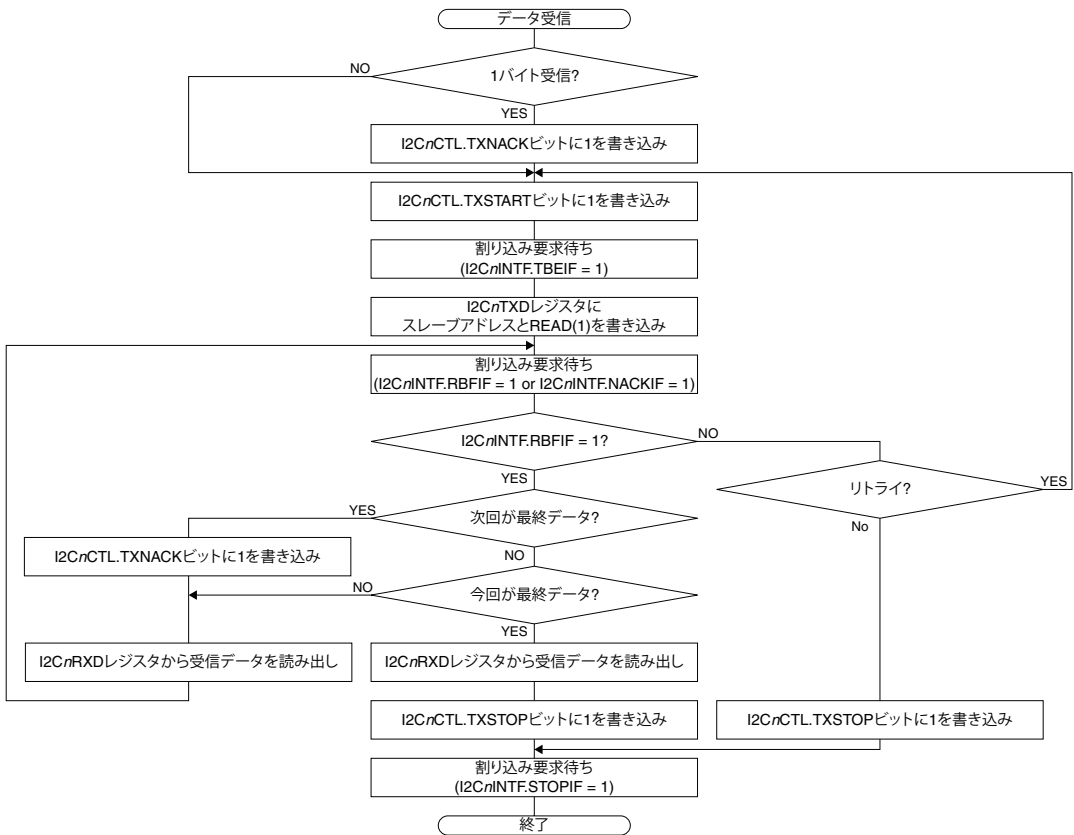 データ受信
1バイト受信?
NO
YES
I2CnCTL.TXNACKビットに1を書き込み
I2CnCTL.TXSTARTビットに1を書き込み
割り込み要求待ち
(I2CnINTF.TBEIF = 1)
I2CnTXDレジスタに
スレーブアドレスとREAD(1)を書き込み
割り込み要求待ち
(I2CnINTF.RBFIF = 1 or I2CnINTF.NACKIF = 1)
I2CnINTF.RBFIF = 1?
NO
YES
リトライ?
YES
No
次回が最終データ?
YES
NO
I2CnCTL.TXNACKビットに1を書き込み
今回が最終データ?
NO
YES
I2CnRXDレジスタから受信データを読み出し
I2CnRXDレジスタから受信データを読み出し
I2CnCTL.TXSTOPビットに1を書き込み
I2CnCTL.TXSTOPビットに1を書き込み
割り込み要求待ち
(I2CnINTF.STOPIF = 1)
終了